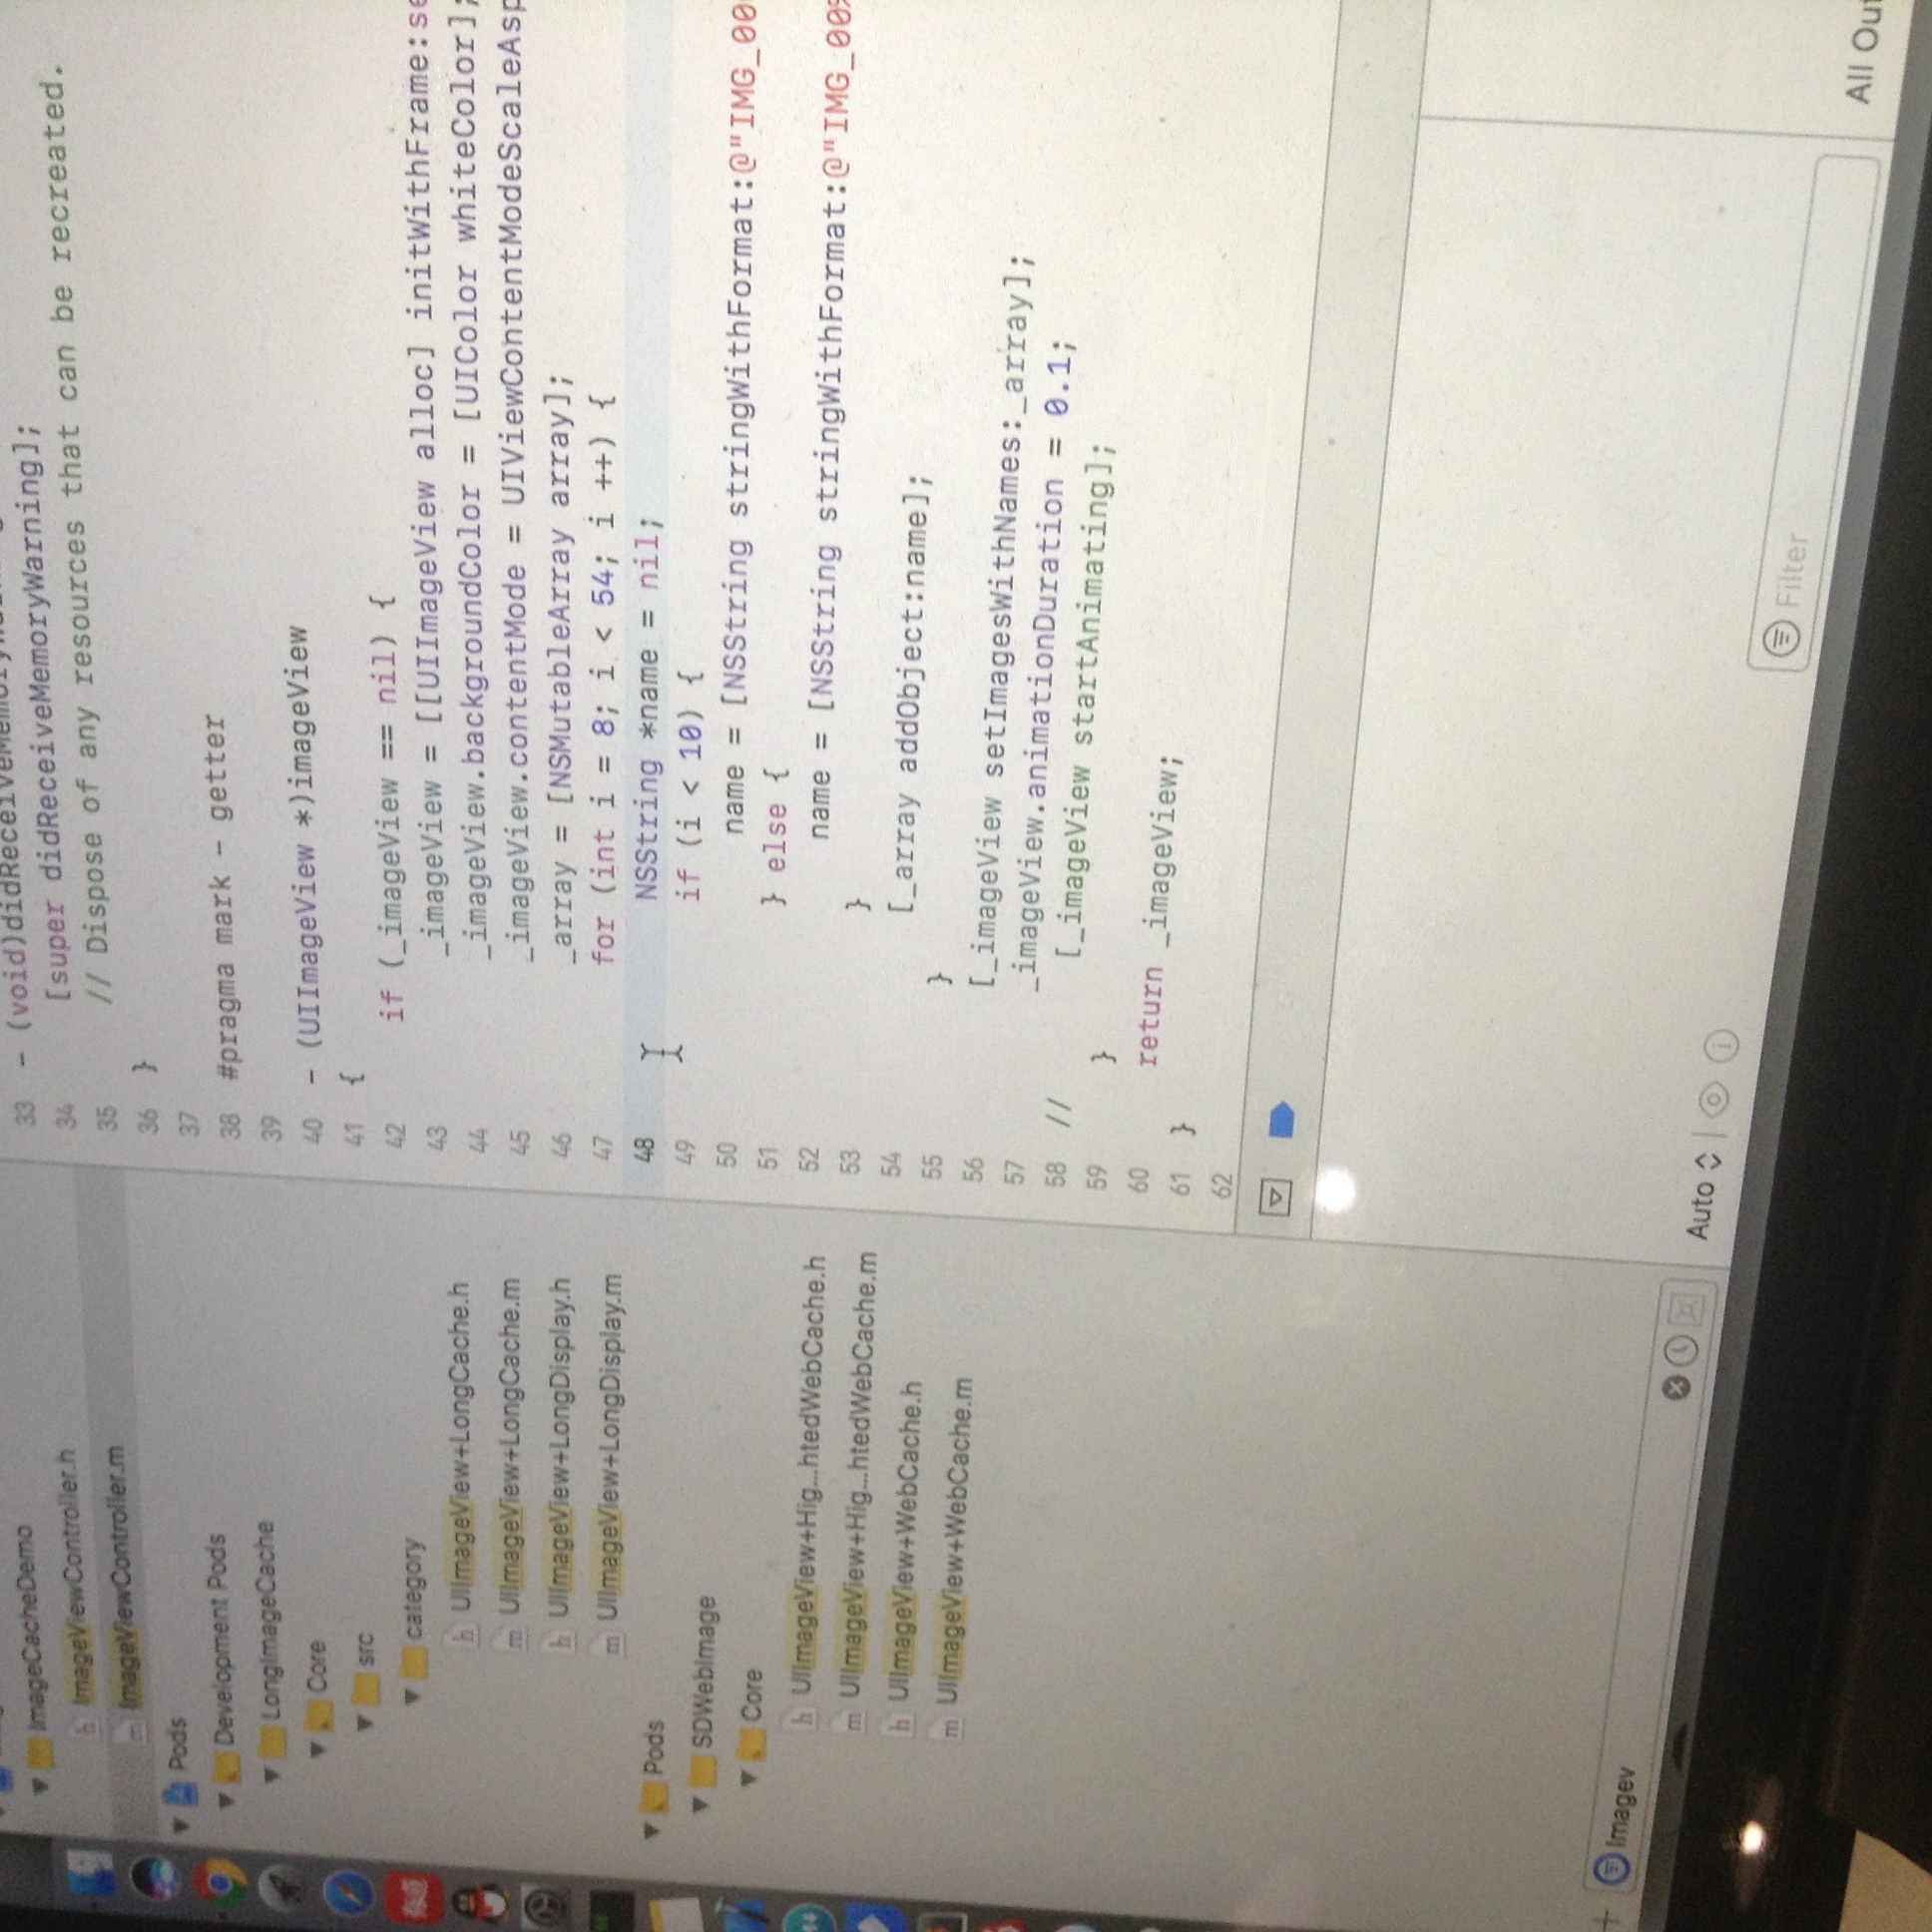 ImageCacheDemo
h ImageViewController.h
m ImageViewController.m
Pods
Development Pods
LongImageCache
Core
src
category
h UIImageView+LongCache.h
m UIImageView+LongCache.m
h UIImageView+LongDisplay.h
m UIImageView+LongDisplay.m
Pods
SDWebImage
Core
h UIImageView+Hig...htedWebCache.h
m UIImageView+Hig...htedWebCache.m
h UIImageView+WebCache.h
m UIImageView+WebCache.m
Imagev
33 - (void)
34 [super didReceiveMemoryWarning];
35 // Dispose of any resources that can be recreated.
36 }
37
38 #pragma mark - getter
39
40 - (UIImageView *)imageView
41 {
42 if (_imageView == nil) {
43 _imageView = [[UIImageView alloc] initWithFrame:se
44 _imageView.backgroundColor = [UIColor whiteColor];
45 _imageView.contentMode = UIViewContentModeScaleAsp
46 _array = [NSMutableArray array];
47 for (int i = 8; i < 54; i ++) {
48 NSString *name = nil;
49 if (i < 10) {
50 name = [NSString stringWithFormat:@"IMG_00
51 } else {
52 name = [NSString stringWithFormat:@"IMG_00%
53 }
54 [_array addObject:name];
55 }
56 [_imageView setImagesWithNames:_array];
57 _imageView.animationDuration = 0.1;
58 // [_imageView startAnimating];
59 }
60 return _imageView;
61 }
62
Auto
Filter
All Out